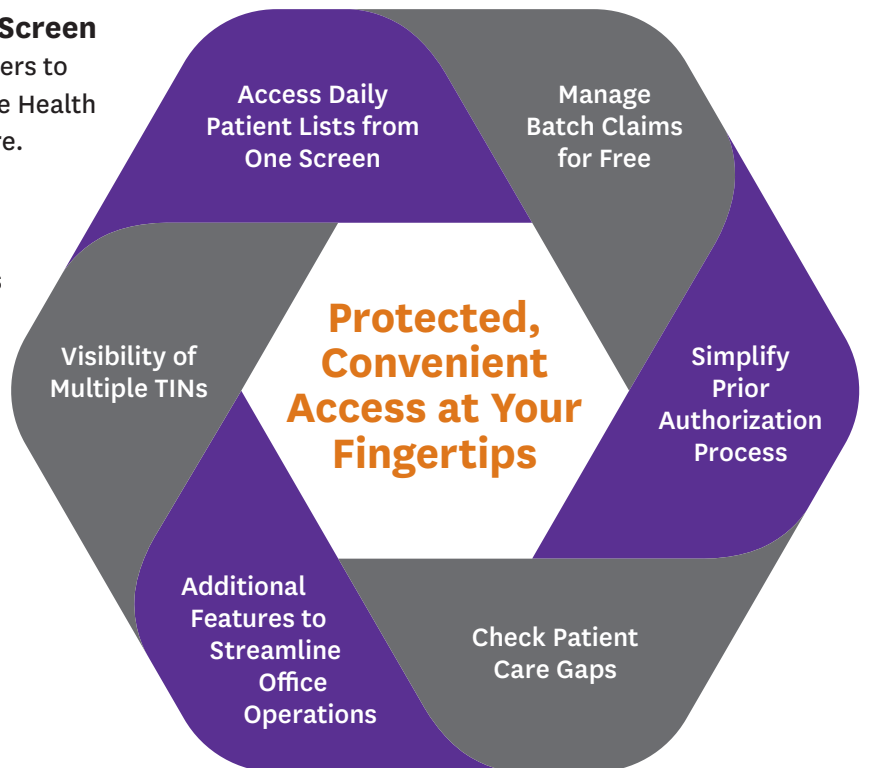 Screen
ers to
e Health
re.
s
Access Daily
Patient Lists from
One Screen
Manage
Batch Claims
for Free
Visibility of
Multiple TINs
Protected,
Convenient
Access at Your
Fingertips
Simplify
Prior
Authorization
Process
Additional
Features to
Streamline
Office
Operations
Check Patient
Care Gaps